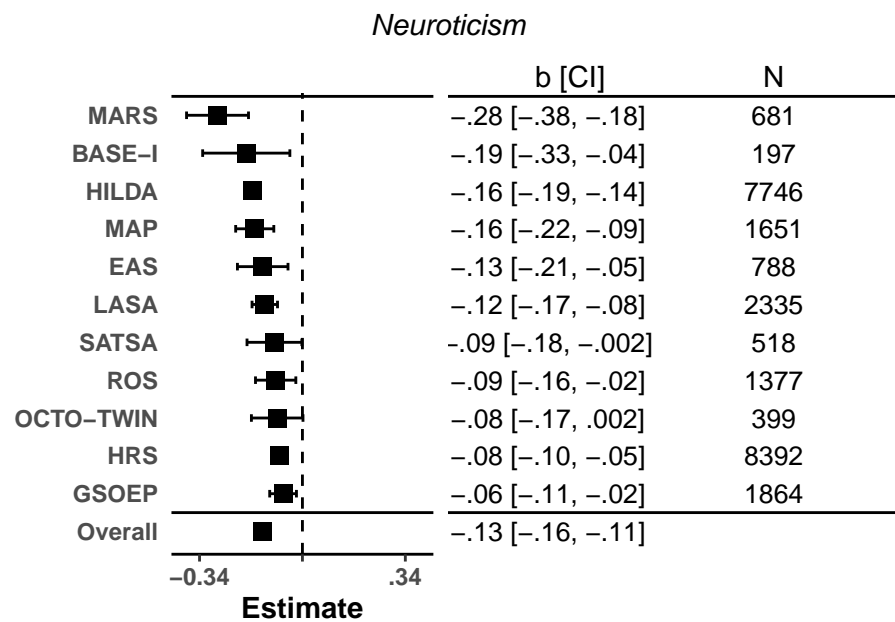 Neuroticism
b [CI] N
MARS −.28 [−.38, −.18] 681
BASE−I −.19 [−.33, −.04] 197
HILDA −.16 [−.19, −.14] 7746
MAP −.16 [−.22, −.09] 1651
EAS −.13 [−.21, −.05] 788
LASA −.12 [−.17, −.08] 2335
SATSA −.09 [−.18, −.002] 518
ROS −.09 [−.16, −.02] 1377
OCTO−TWIN −.08 [−.17, .002] 399
HRS −.08 [−.10, −.05] 8392
GSOEP −.06 [−.11, −.02] 1864
Overall −.13 [−.16, −.11]
−0.34 .34
Estimate